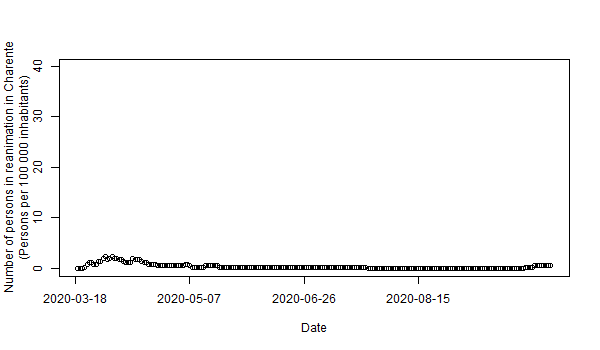 Number of persons in reanimation in Charente
(Persons per 100 000 inhabitants)
40
30
20
10
0
2020-03-18 2020-05-07 2020-06-26 2020-08-15
Date